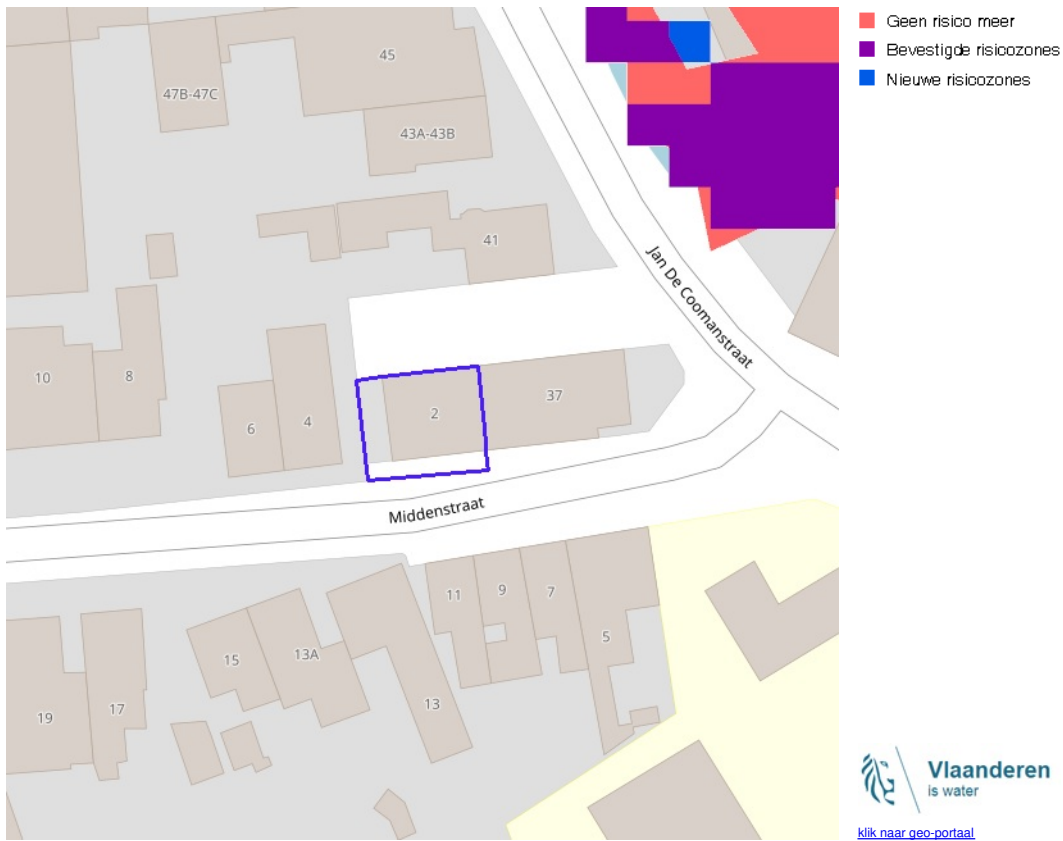 Geen risico meer
Bevestigde risicozones
Nieuwe risicozones
45
47B-47C
43A-43B
41
Jan De Coomanstraat
10
8
37
2
4
6
Middenstraat
11
9
7
5
15
13A
13
17
19
Vlaanderen
is water
klik naar geo-portaal